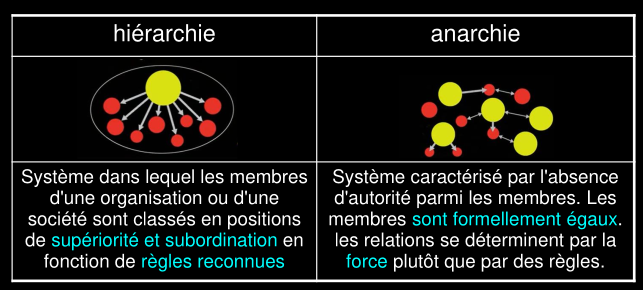 hiérarchie
anarchie
Système dans lequel les membres
d'une organisation ou d'une
société sont classés en positions
de supériorité et subordination en
fonction de règles reconnues
Système caractérisé par l'absence
d'autorité parmi les membres. Les
membres sont formellement égaux.
les relations se déterminent par la
force plutôt que par des règles.